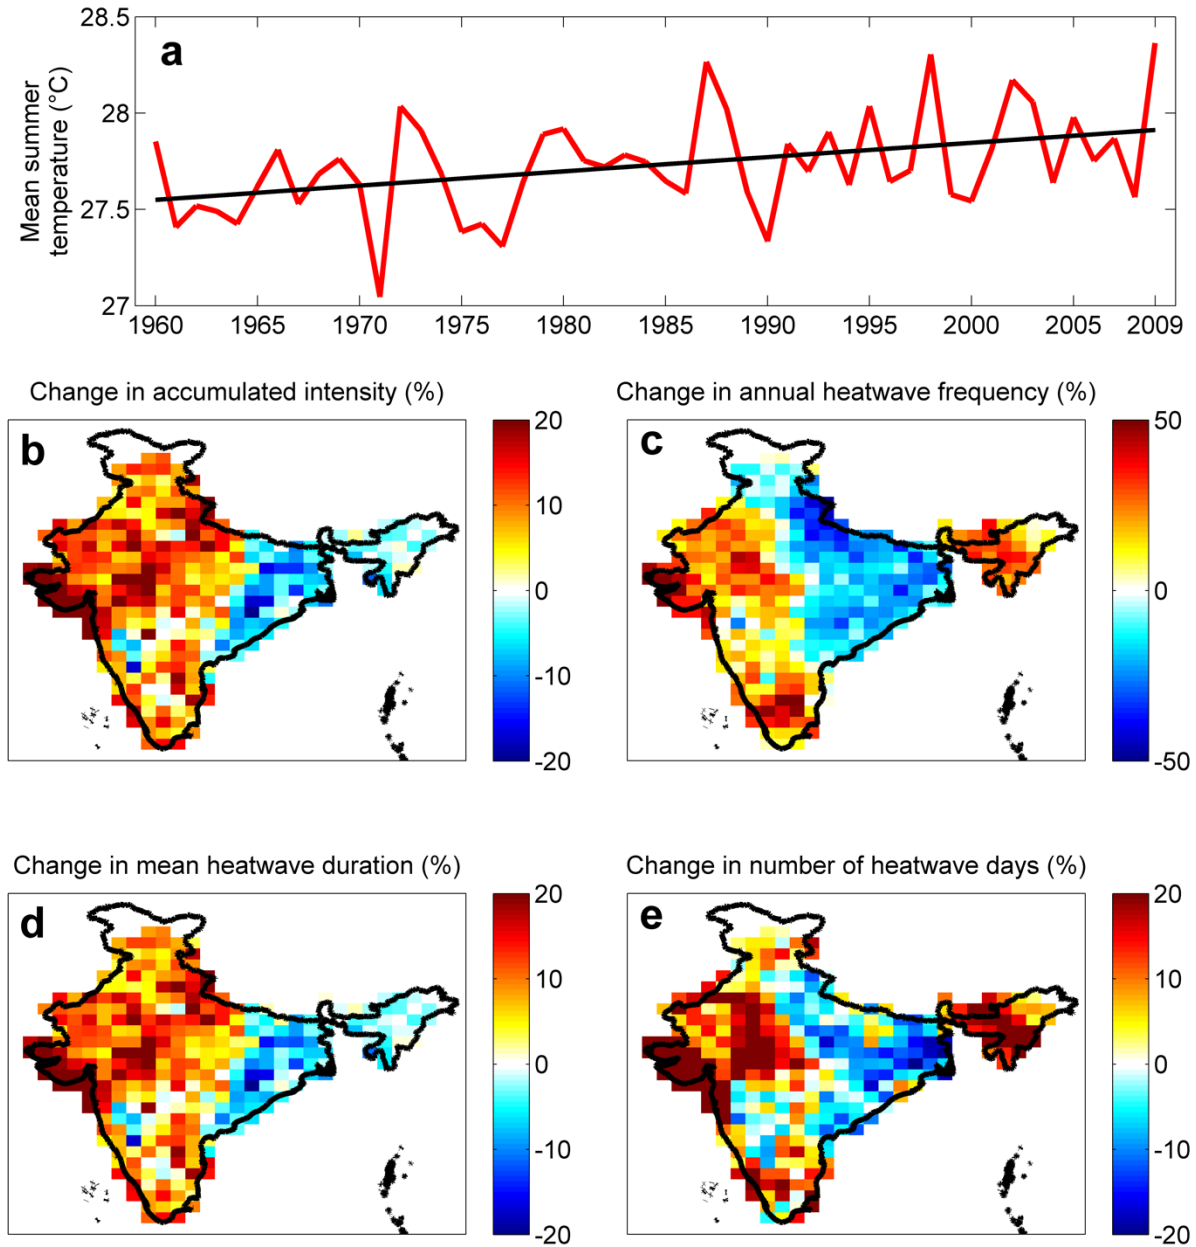 a
Mean summer
temperature (°C)
28.5
28
27.5
27
1960 1965 1970 1975 1980 1985 1990 1995 2000 2005 2009
Change in accumulated intensity (%)
b
20
10
0
-10
-20
Change in annual heatwave frequency (%)
c
50
0
-50
Change in mean heatwave duration (%)
d
20
10
0
-10
-20
Change in number of heatwave days (%)
e
20
10
0
-10
-20